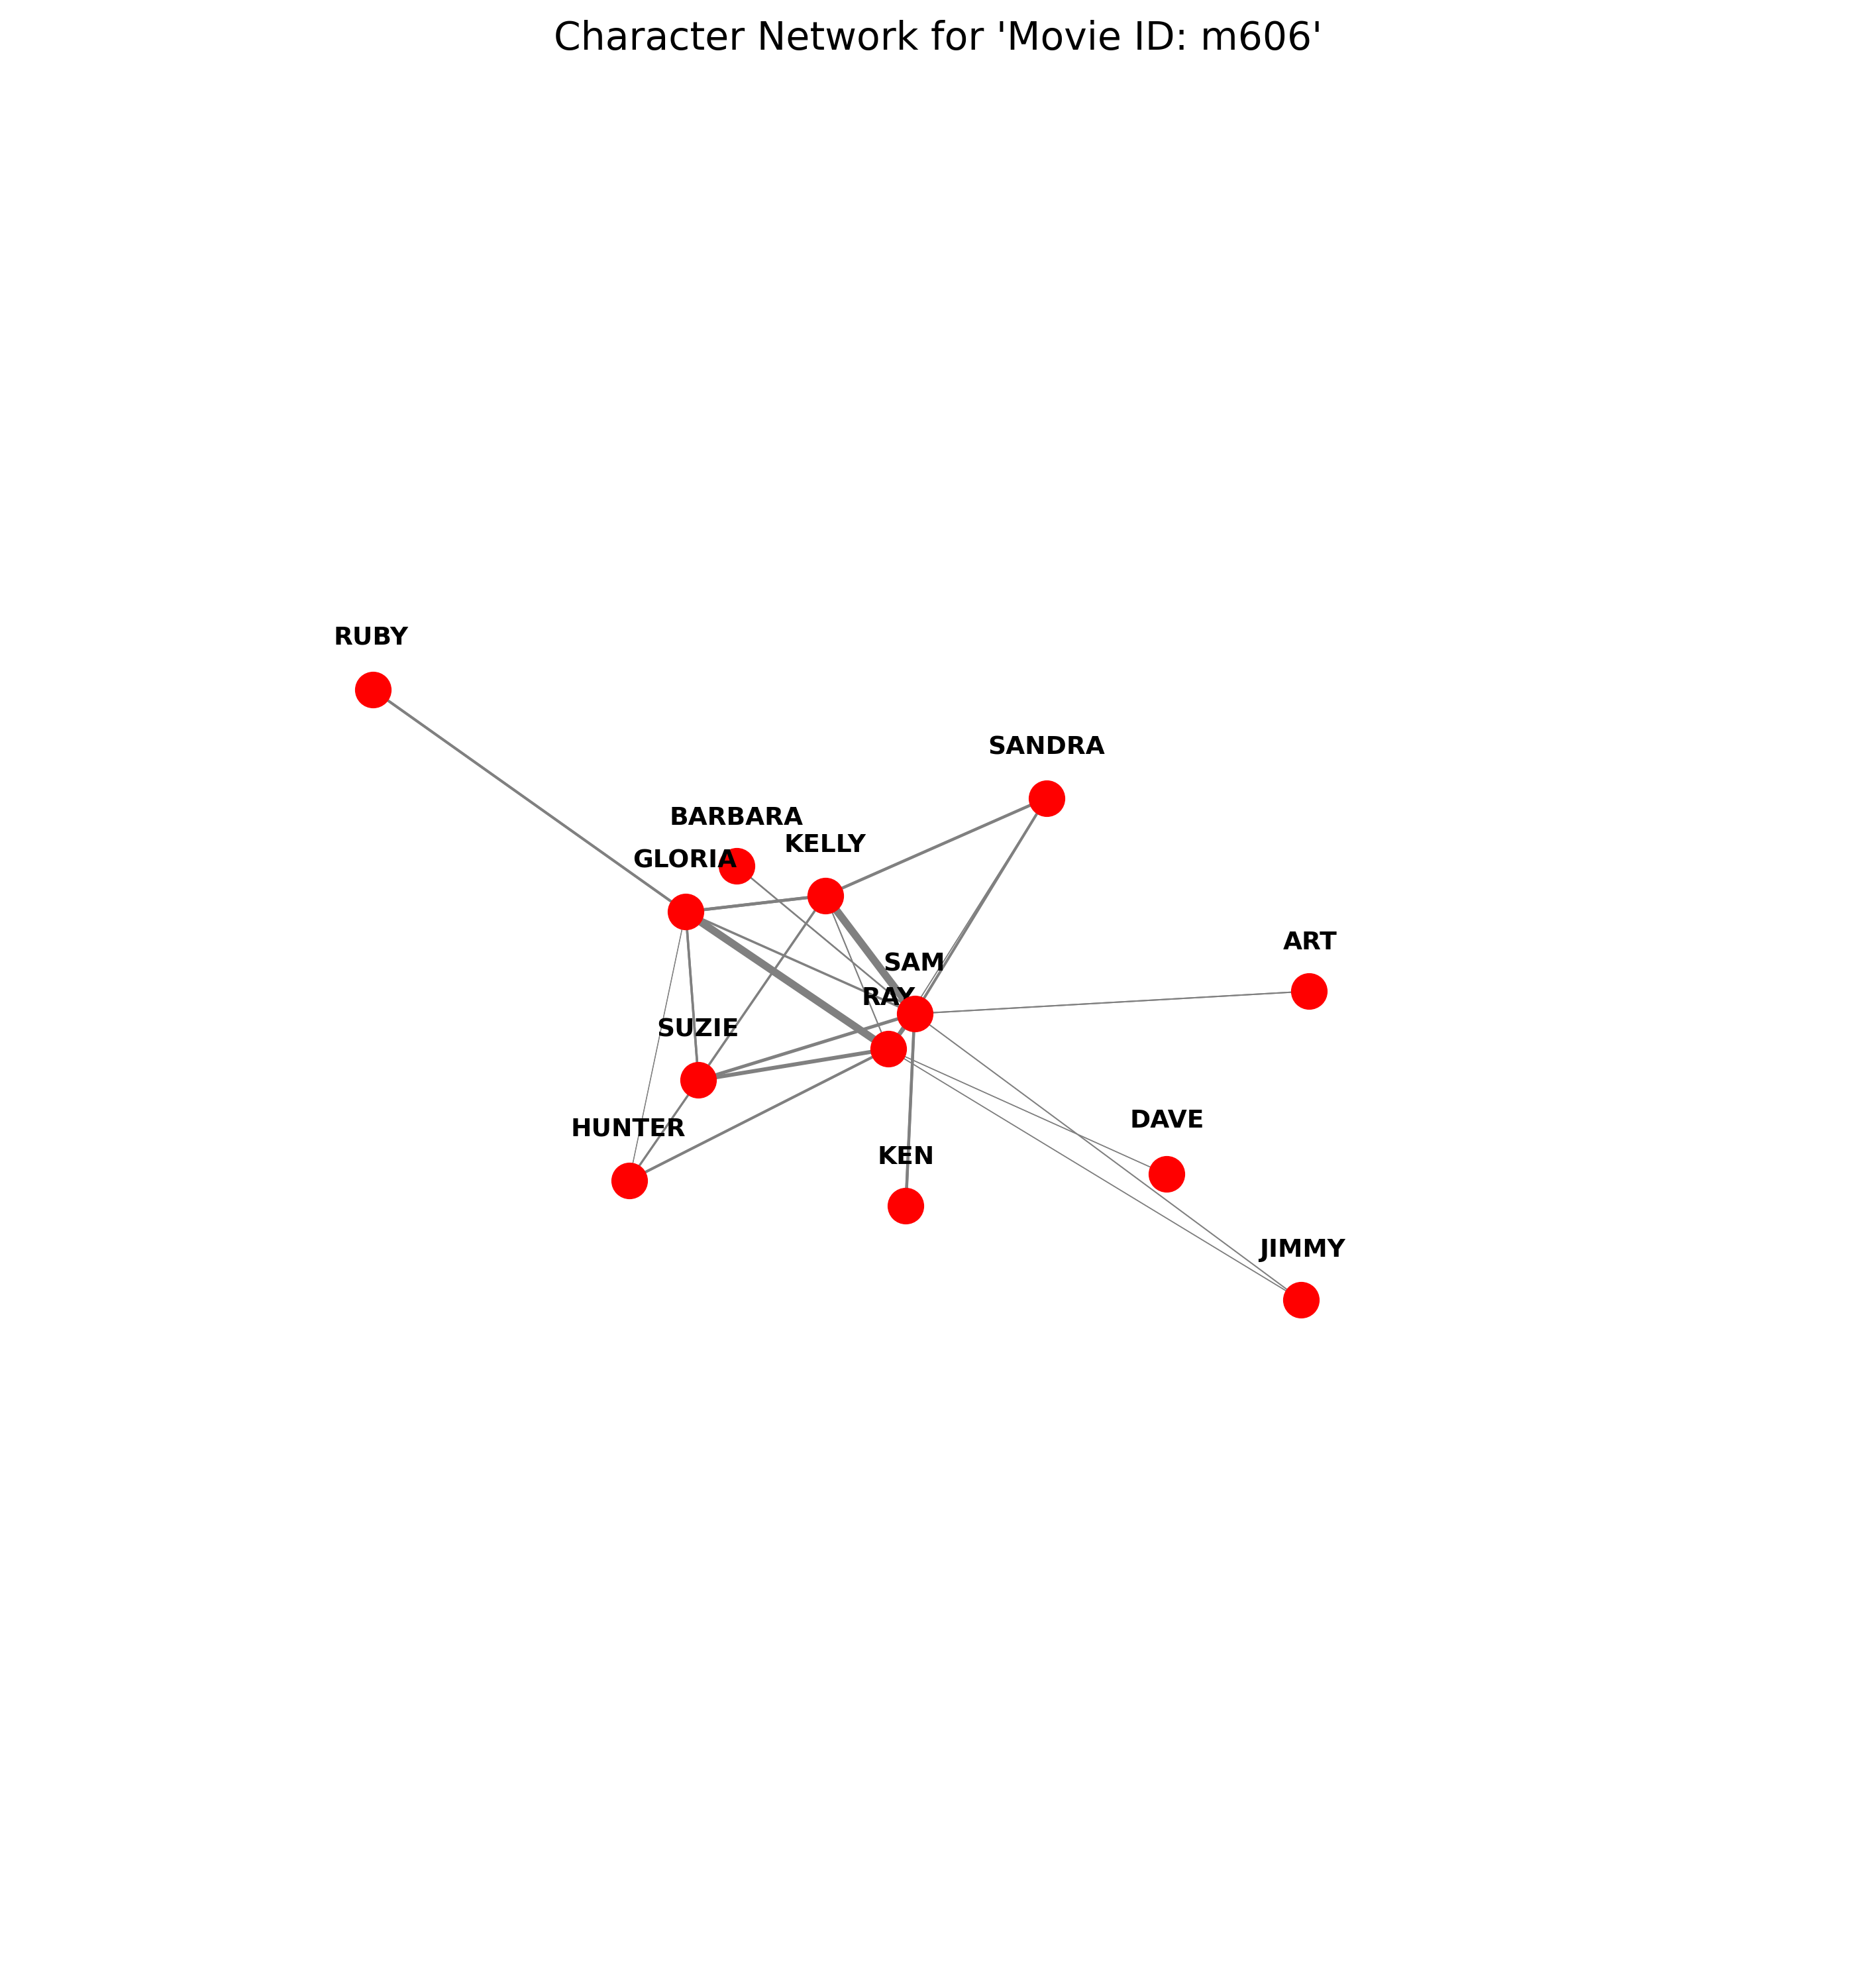 Character Network for 'Movie ID: m606'
RUBY
SANDRA
BARBARA
KELLY
GLORIA
ART
SAM
RAY
SUZIE
DAVE
HUNTER
KEN
JIMMY